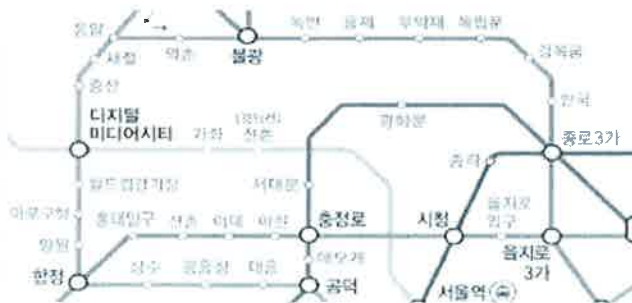 응암
→
역촌
불광
녹번
홍제
무악재
독립문
새절
경복궁
증산
안국
디지털
미디어시티
가좌
(경의선)
신촌
광화문
종로3가
종각
월드컵경기장
서대문
마포구청
홍대입구
신촌
이대
아현
충정로
시청
을지로
입구
을지로
3가
망원
애오개
합정
상수
광흥창
대흥
공덕
서울역